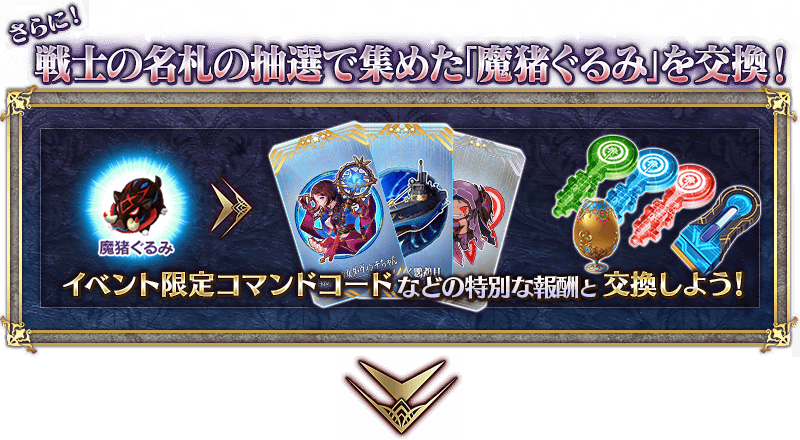 さらに!
戦士の名札の抽選で集めた「魔猪ぐるみ」を交換!
魔猪ぐるみ
イベント限定コマンドコードなどの特別な報酬と交換しよう!